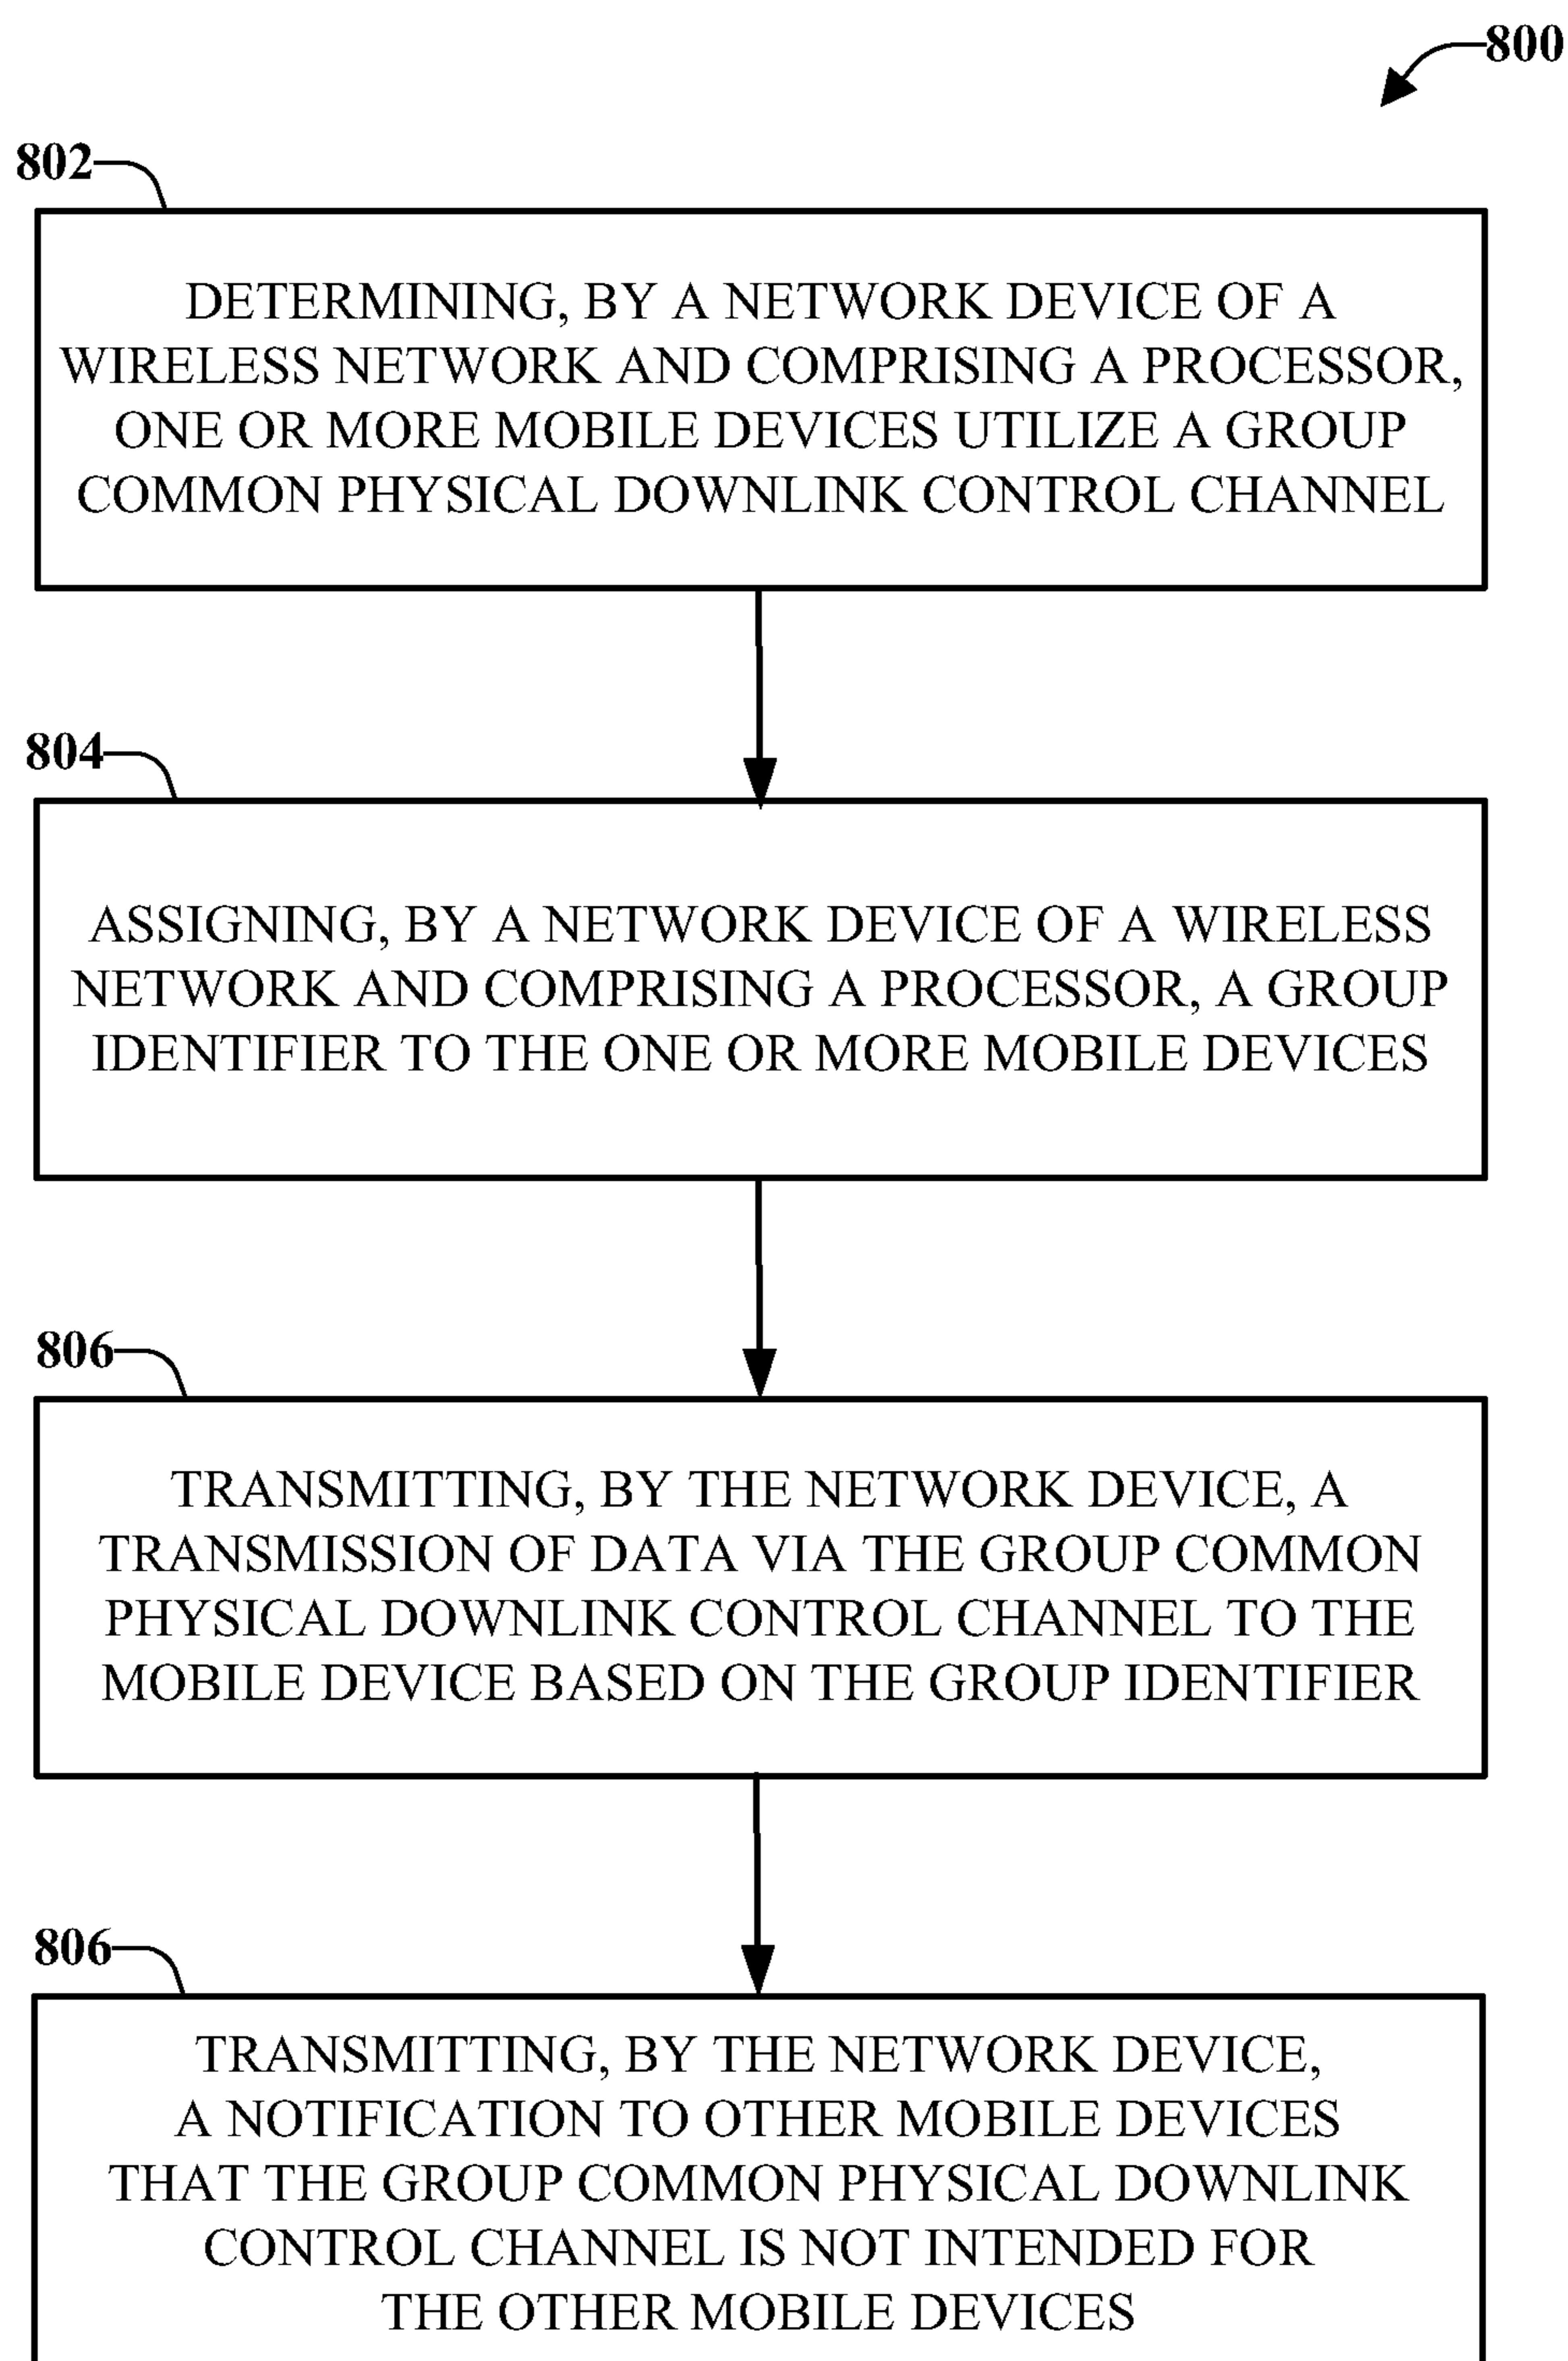 800
802
DETERMINING, BY A NETWORK DEVICE OF A
WIRELESS NETWORK AND COMPRISING A PROCESSOR,
ONE OR MORE MOBILE DEVICES UTILIZE A GROUP
COMMON PHYSICAL DOWNLINK CONTROL CHANNEL
804
ASSIGNING, BY A NETWORK DEVICE OF A WIRELESS
NETWORK AND COMPRISING A PROCESSOR, A GROUP
IDENTIFIER TO THE ONE OR MORE MOBILE DEVICES
806
TRANSMITTING, BY THE NETWORK DEVICE, A
TRANSMISSION OF DATA VIA THE GROUP COMMON
PHYSICAL DOWNLINK CONTROL CHANNEL TO THE
MOBILE DEVICE BASED ON THE GROUP IDENTIFIER
806
TRANSMITTING, BY THE NETWORK DEVICE,
A NOTIFICATION TO OTHER MOBILE DEVICES
THAT THE GROUP COMMON PHYSICAL DOWNLINK
CONTROL CHANNEL IS NOT INTENDED FOR
THE OTHER MOBILE DEVICES